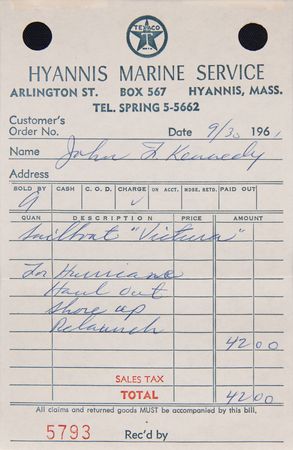 TEXACO
HYANNIS MARINE SERVICE
ARLINGTON ST. BOX 567 HYANNIS, MASS.
TEL. SPRING 5-5662
Customer's
Order No. Date 9/30 1961
Name John F. Kennedy
Address
SOLD BY CASH C. O. D. CHARGE ON ACCT. MDSE. RETD. PAID OUT
9 ✓
QUAN DESCRIPTION PRICE AMOUNT
Sailboat "Victura"
For Hurricane
Haul out
Shore up
Relaunch
42 00
SALES TAX
TOTAL 42 00
All claims and returned goods MUST be accompanied by this bill,
5793 Rec'd by